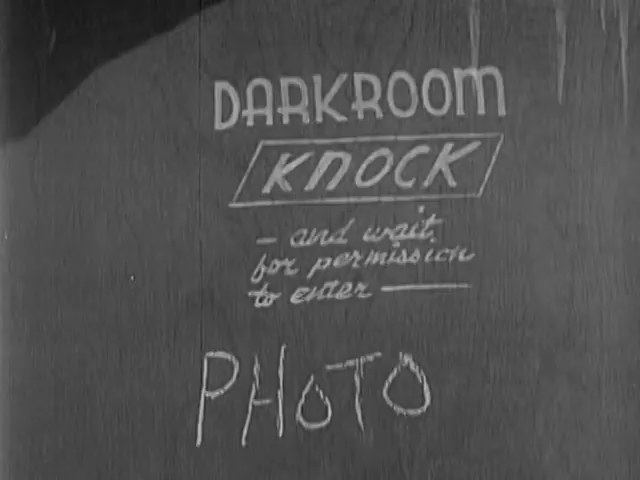 DARKROOM
KNOCK
– and wait
for permission
to enter —
PHOTO